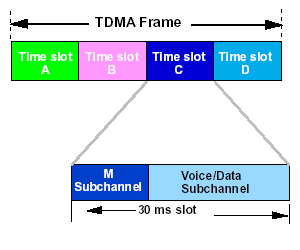 TDMA Frame
Time slot Time slot Time slot Time slot
A B C D
M Voice/Data
Subchannel Subchannel
30 ms slot